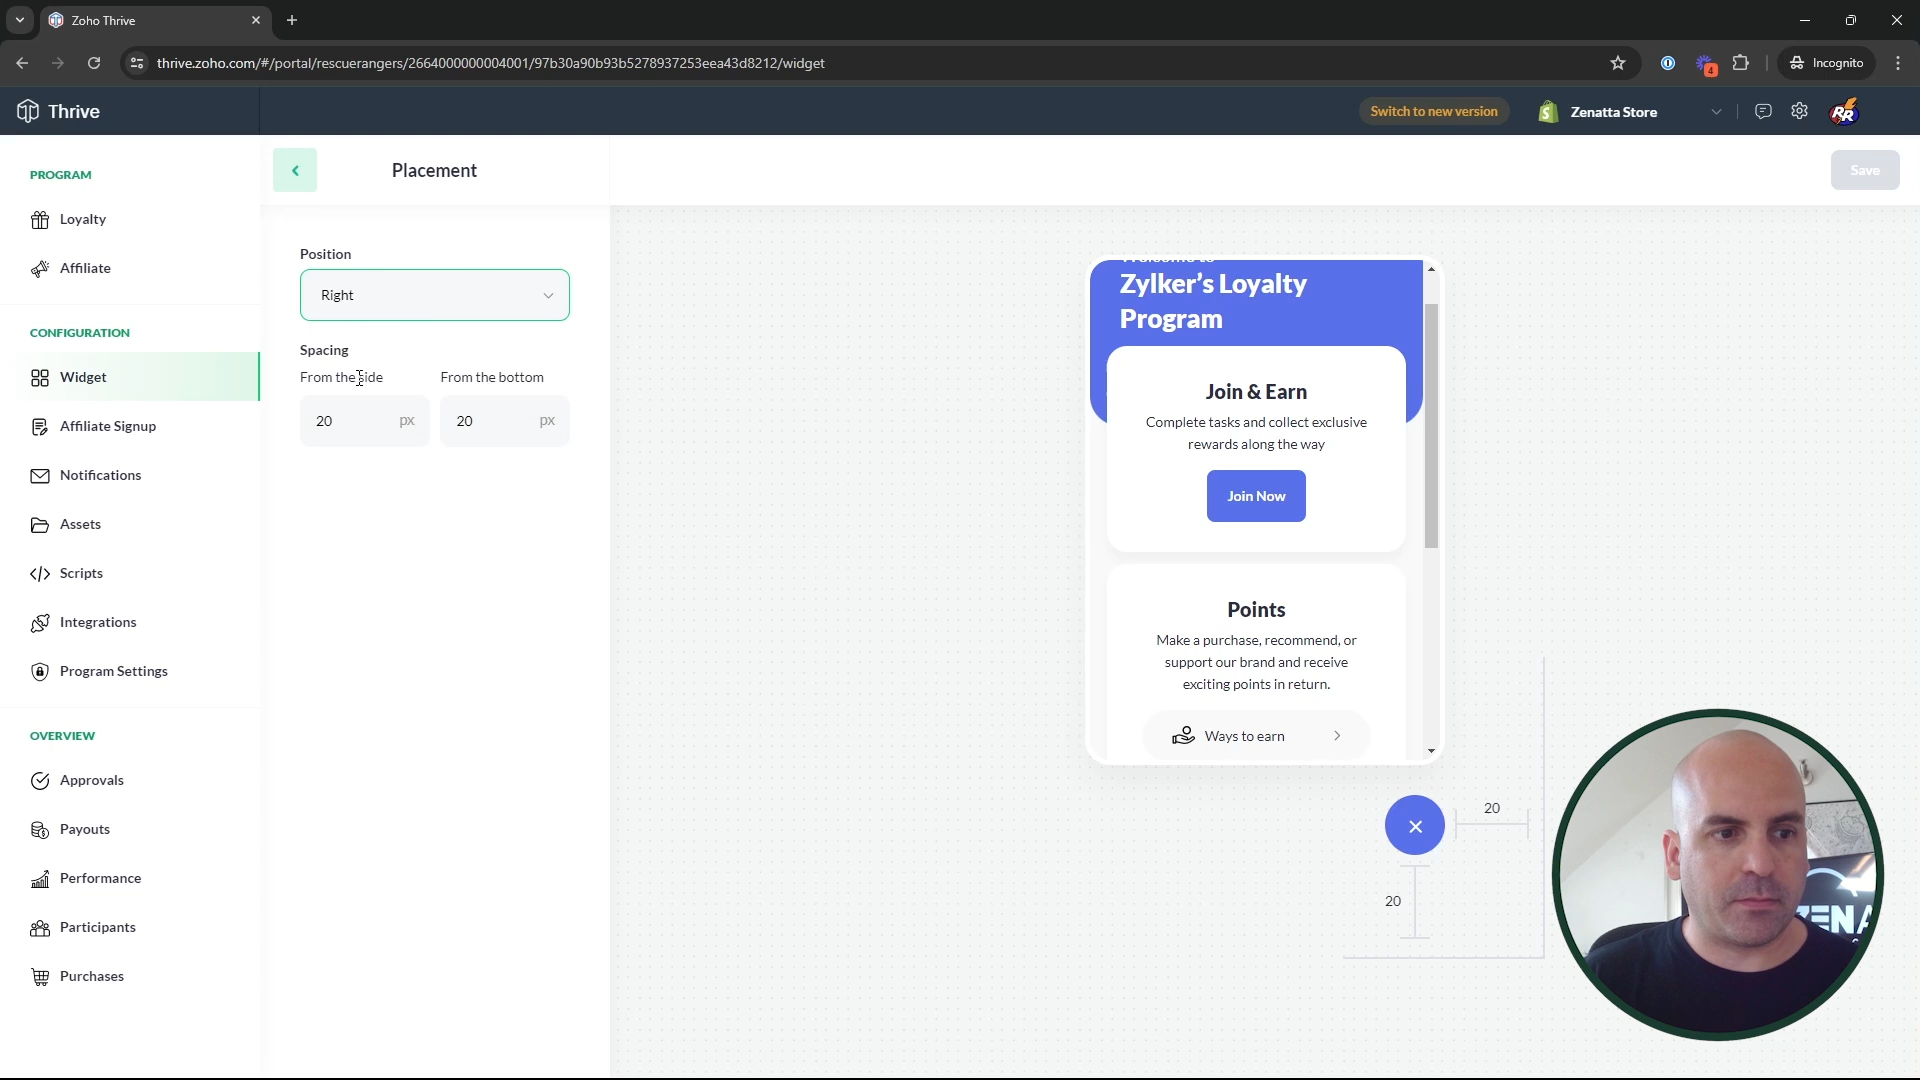 Zoho Thrive
thrive.zoho.com/#/portal/rescuerangers/2664000000004001/97b30a90b93b5278937253eea43d8212/widget
4
Incognito
Thrive
Switch to new version
Zenatta Store
RR
PROGRAM
Loyalty
Affiliate
CONFIGURATION
Widget
Affiliate Signup
Notifications
Assets
Scripts
Integrations
Program Settings
OVERVIEW
Approvals
Payouts
Performance
Participants
Purchases
Placement
Save
Position
Right
Spacing
From the side
From the bottom
20 px
20 px
Zylker’s Loyalty
Program
Join & Earn
Complete tasks and collect exclusive
rewards along the way
Join Now
Points
Make a purchase, recommend, or
support our brand and receive
exciting points in return.
Ways to earn
20
20
ZENA